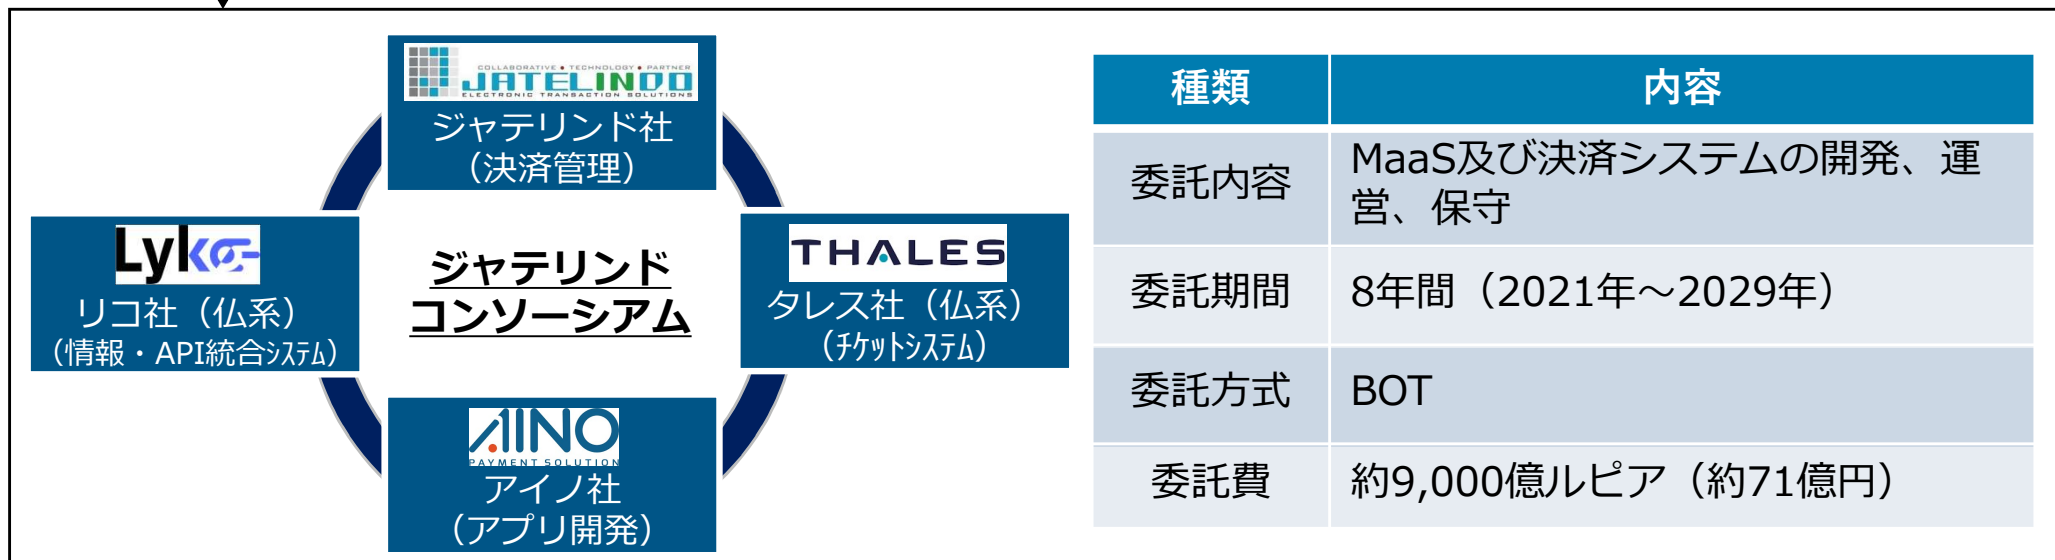 COLLABORATIVE • TECHNOLOGY • PARTNER
JATELINDO
ELECTRONIC TRANSACTION SOLUTIONS
ジャテリンド社
（決済管理）
Lyko
リコ社（仏系）
（情報・API統合ｼｽﾃﾑ）
ジャテリンド
コンソーシアム
THALES
タレス社（仏系）
（ﾁｹｯﾄｼｽﾃﾑ）
AINO
PAYMENT SOLUTION
アイノ社
（アプリ開発）
種類 内容
委託内容 MaaS及び決済システムの開発、運
営、保守
委託期間 8年間（2021年～2029年）
委託方式 BOT
委託費 約9,000億ルピア（約71億円）